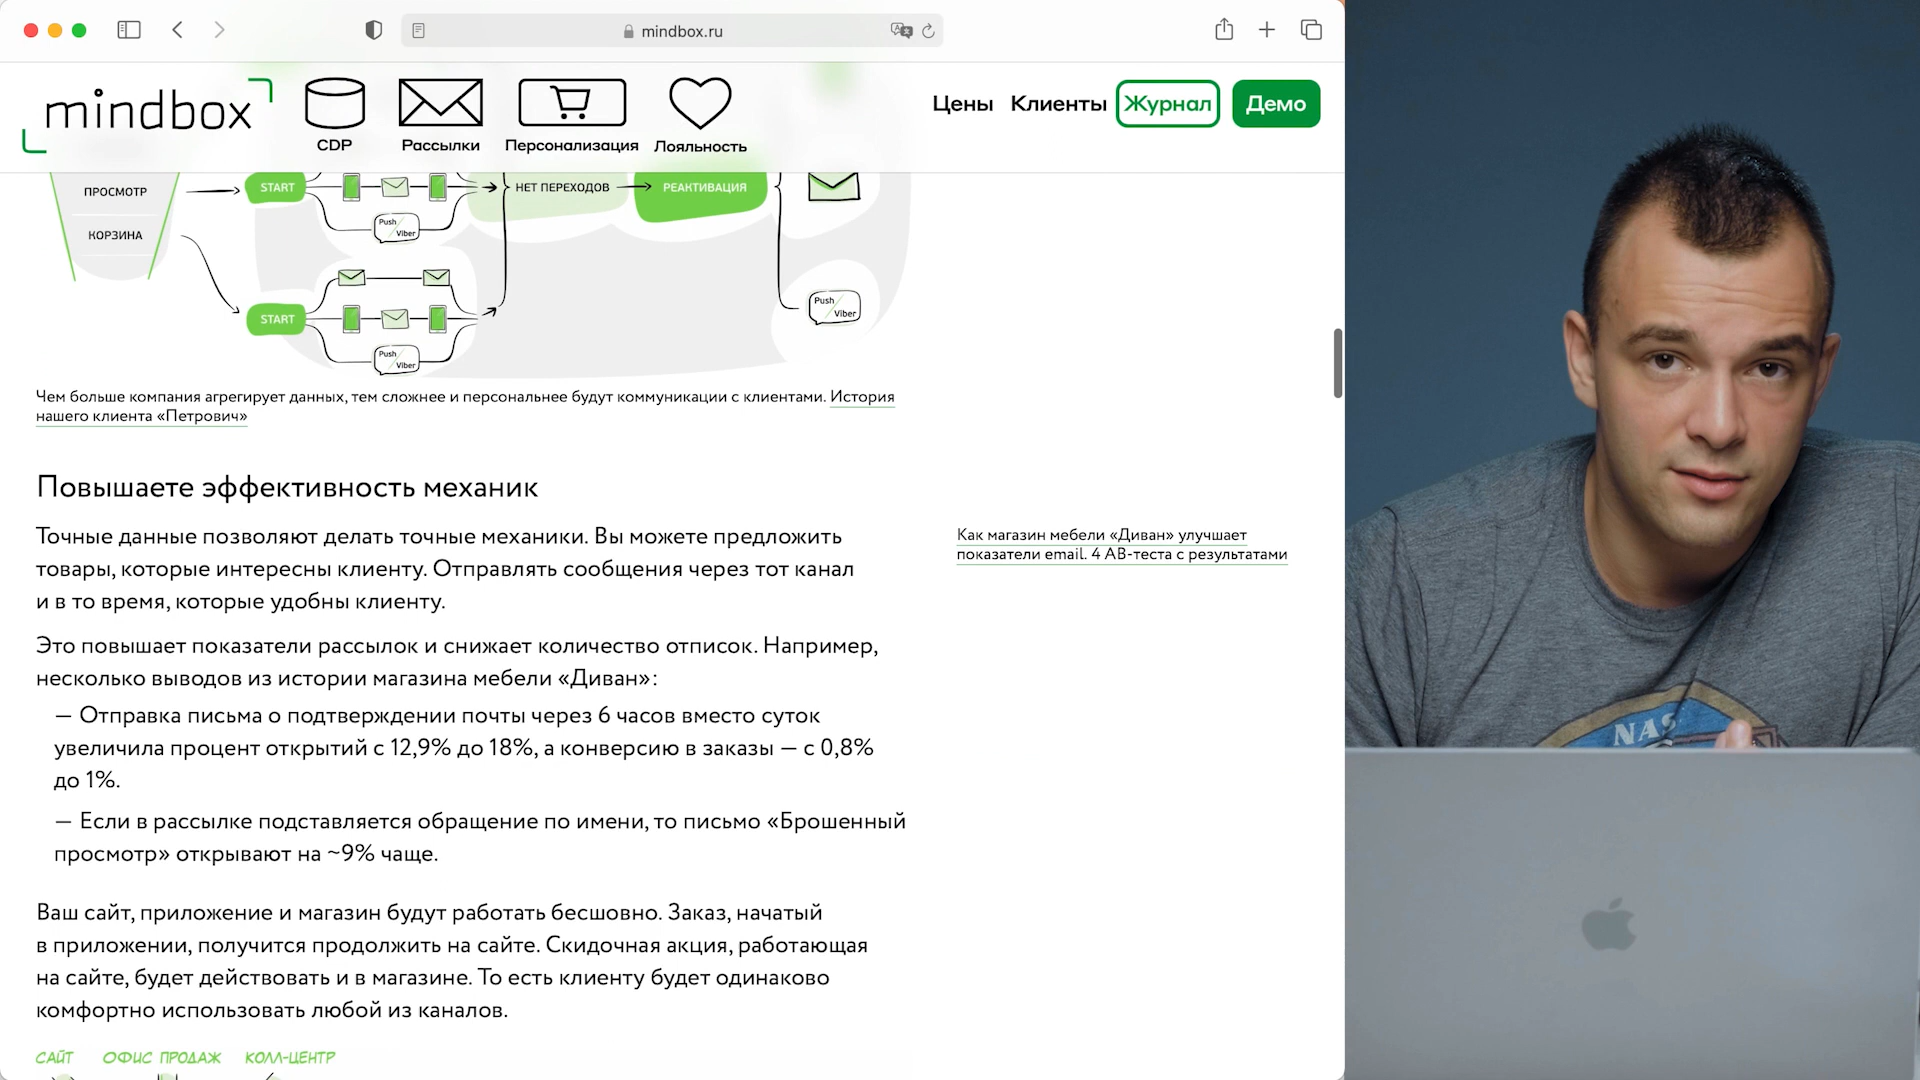 mindbox.ru
mindbox
CDP
Рассылки
Персонализация
Лояльность
Цены
Клиенты
Журнал
Демо
ПРОСМОТР
START
НЕТ ПЕРЕХОДОВ
РЕАКТИВАЦИЯ
Push
Viber
КОРЗИНА
START
Push
Viber
Push
Viber
Чем больше компания агрегирует данных, тем сложнее и персональнее будут коммуникации с клиентами. История
нашего клиента «Петрович»
Повышаете эффективность механик
Точные данные позволяют делать точные механики. Вы можете предложить
товары, которые интересны клиенту. Отправлять сообщения через тот канал
и в то время, которые удобны клиенту.
Как магазин мебели «Диван» улучшает
показатели email. 4 АВ-теста с результатами
Это повышает показатели рассылок и снижает количество отписок. Например,
несколько выводов из истории магазина мебели «Диван»:
— Отправка письма о подтверждении почты через 6 часов вместо суток
увеличила процент открытий с 12,9% до 18%, а конверсию в заказы — с 0,8%
до 1%.
— Если в рассылке подставляется обращение по имени, то письмо «Брошенный
просмотр» открывают на ~9% чаще.
Ваш сайт, приложение и магазин будут работать бесшовно. Заказ, начатый
в приложении, получится продолжить на сайте. Скидочная акция, работающая
на сайте, будет действовать и в магазине. То есть клиенту будет одинаково
комфортно использовать любой из каналов.
САЙТ ОФИС ПРОДАЖ КОЛЛ-ЦЕНТР
NAS